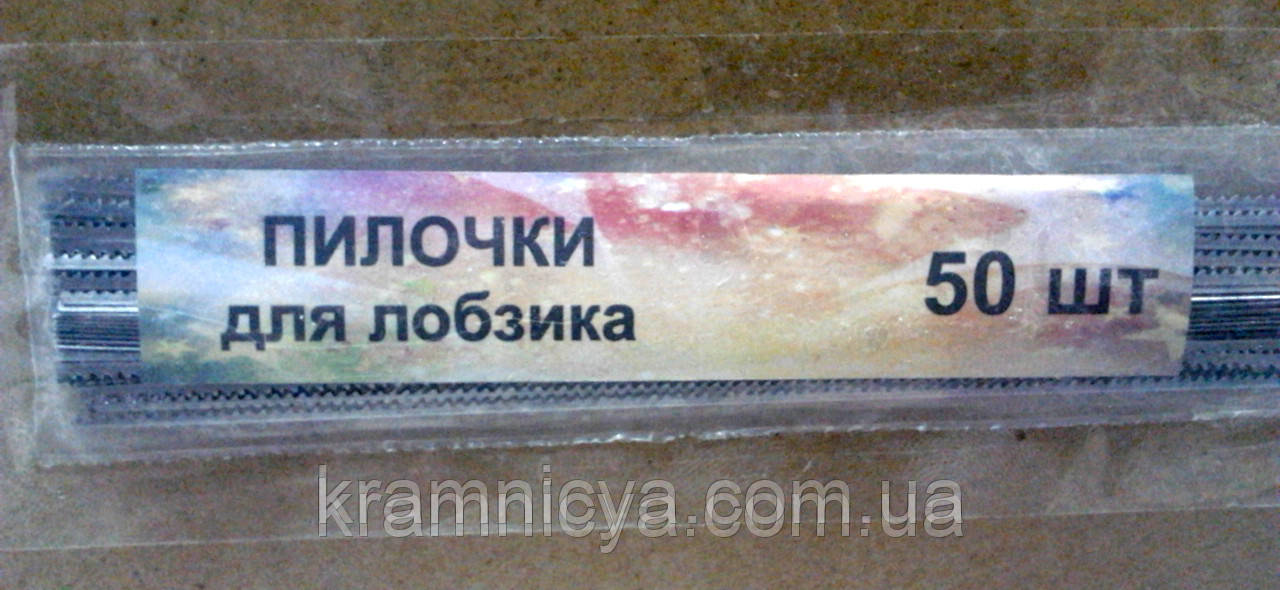 ПИЛОЧКИ
для лобзика
50 шт
kramnicya.com.ua